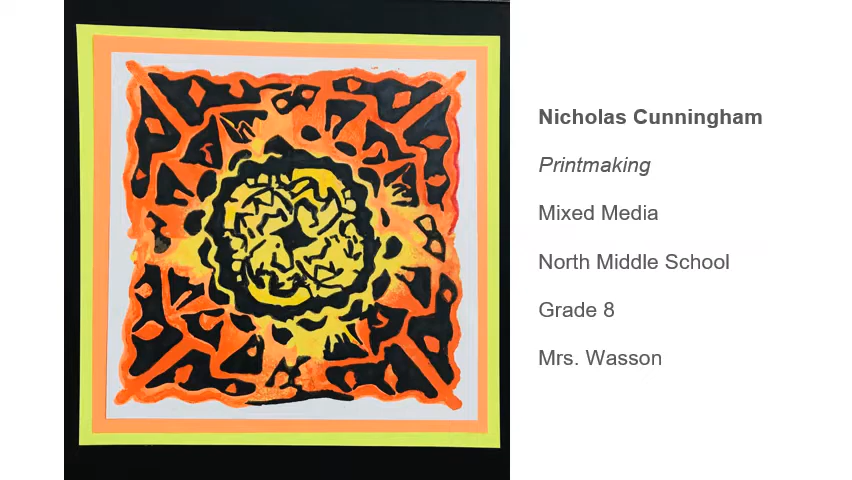 Nicholas Cunningham
Printmaking
Mixed Media
North Middle School
Grade 8
Mrs. Wasson